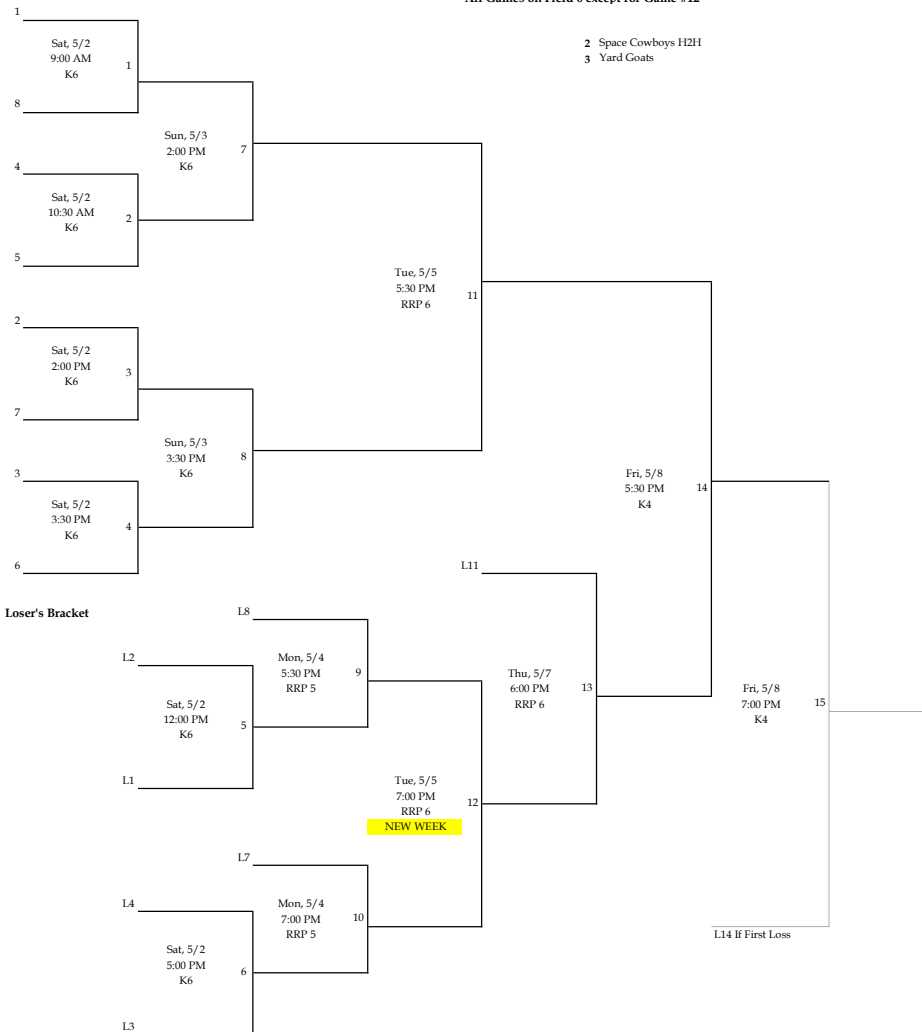 All Games on Field 6 except for Game #12
2 Space Cowboys H2H
3 Yard Goats
1
Sat, 5/2
9:00 AM
K6
1
8
Sun, 5/3
2:00 PM
K6
7
4
Sat, 5/2
10:30 AM
K6
2
5
Tue, 5/5
5:30 PM
RRP 6
11
2
Sat, 5/2
2:00 PM
K6
3
7
Sun, 5/3
3:30 PM
K6
8
3
Sat, 5/2
3:30 PM
K6
4
6
Fri, 5/8
5:30 PM
K4
14
L11
Loser's Bracket
L8
Mon, 5/4
5:30 PM
RRP 5
9
L2
Sat, 5/2
12:00 PM
K6
5
L1
Thu, 5/7
6:00 PM
RRP 6
13
Fri, 5/8
7:00 PM
K4
15
Tue, 5/5
7:00 PM
RRP 6
NEW WEEK
12
L7
Mon, 5/4
7:00 PM
RRP 5
10
L4
Sat, 5/2
5:00 PM
K6
6
L3
L14 If First Loss